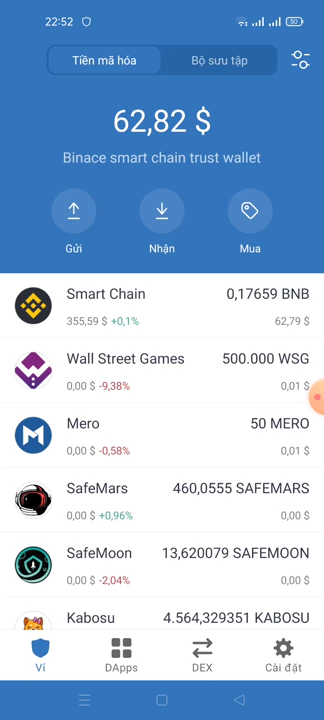 22:52
50
Tiền mã hóa
Bộ sưu tập
62,82 $
Binace smart chain trust wallet
Gửi
Nhận
Mua
Smart Chain 0,17659 BNB
355,59 $ +0,1% 62,79 $
Wall Street Games 500.000 WSG
0,00 $ -9,38% 0,01 $
Mero 50 MERO
0,00 $ -0,58% 0,01 $
SafeMars 460,0555 SAFEMARS
0,00 $ +0,96% 0,00 $
SafeMoon 13,620079 SAFEMOON
0,00 $ -2,04% 0,00 $
Kabosu 4.564,329351 KABOSU
Ví
DApps
DEX
Cài đặt